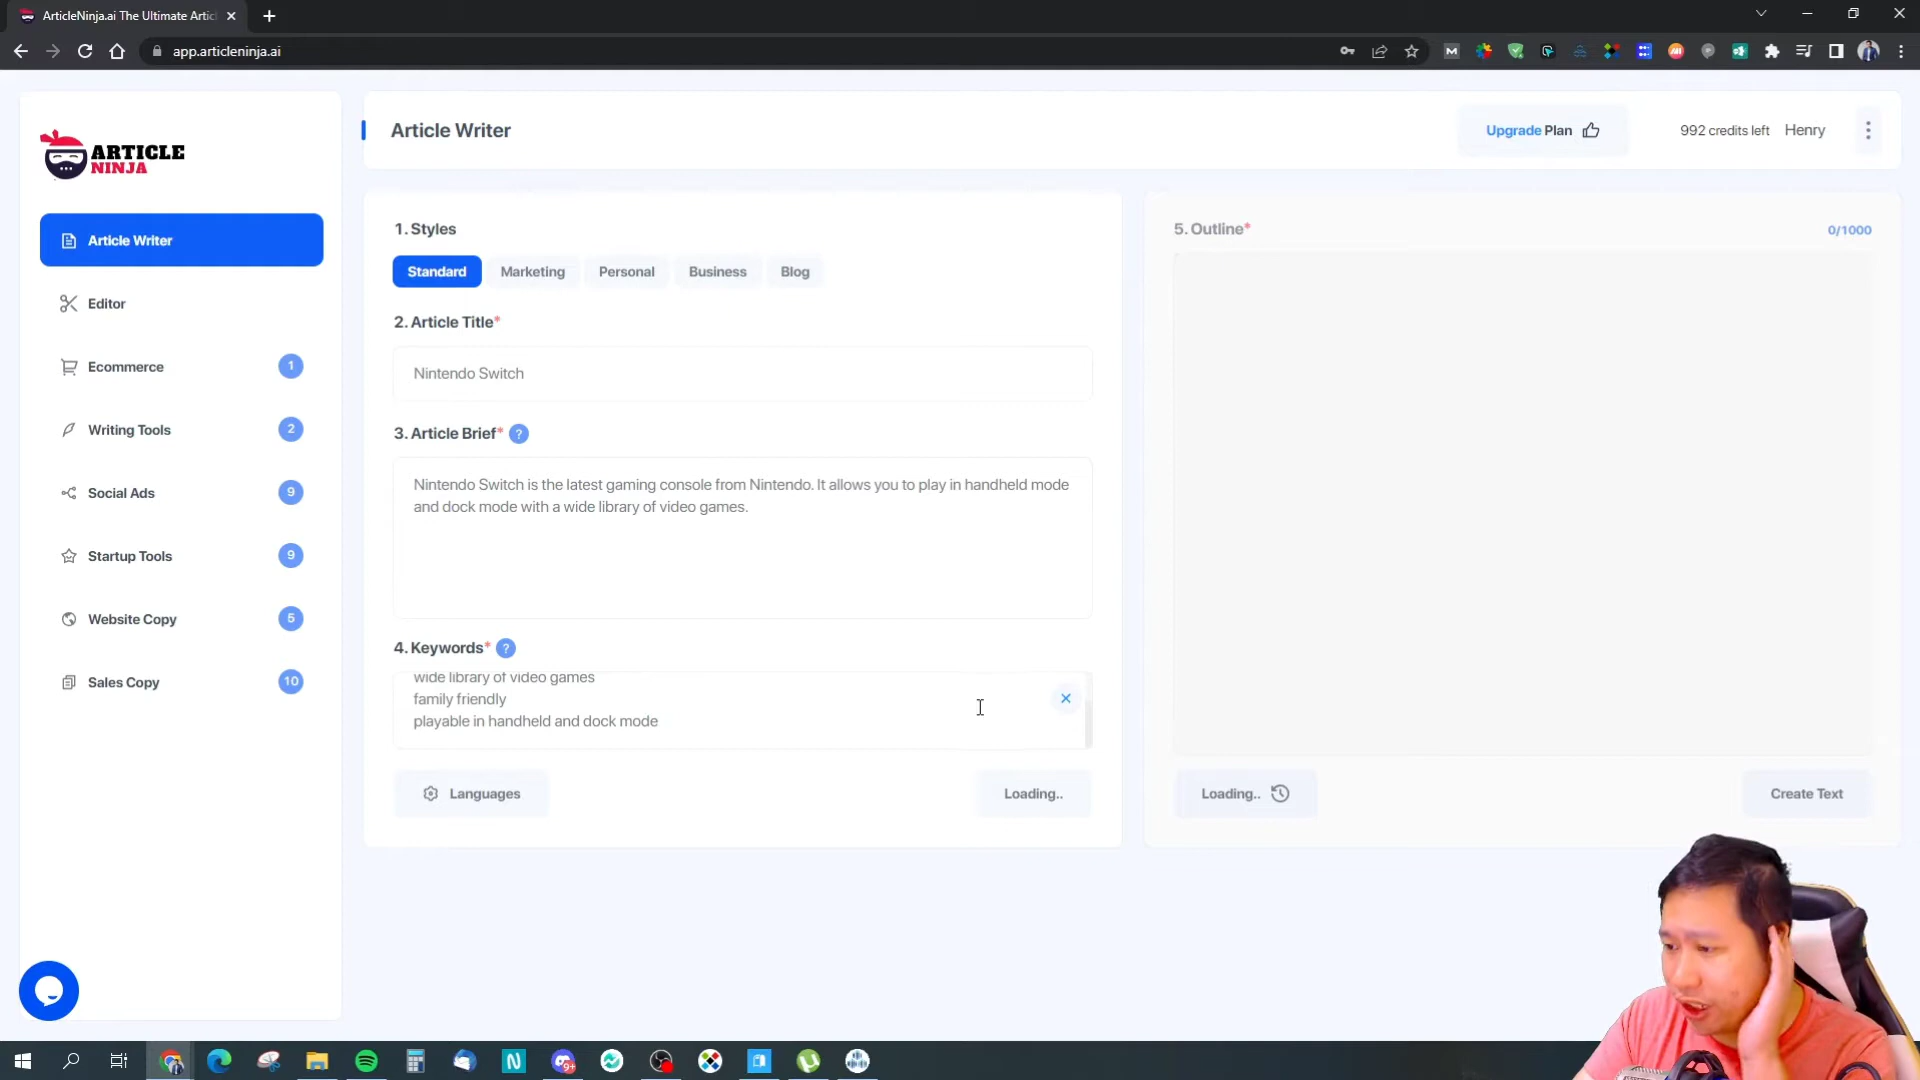 ArticleNinja.ai The Ultimate Artic
app.articleninja.ai
ARTICLE
NINJA
Article Writer
Editor
Ecommerce 1
Writing Tools 2
Social Ads 9
Startup Tools 9
Website Copy 5
Sales Copy 10
Article Writer
Upgrade Plan
992 credits left
Henry
1. Styles
Standard
Marketing
Personal
Business
Blog
2. Article Title*
Nintendo Switch
3. Article Brief* ?
Nintendo Switch is the latest gaming console from Nintendo. It allows you to play in handheld mode
and dock mode with a wide library of video games.
4. Keywords* ?
wide library of video games
family friendly
playable in handheld and dock mode
Languages
Loading..
5. Outline*
0/1000
Loading..
Create Text